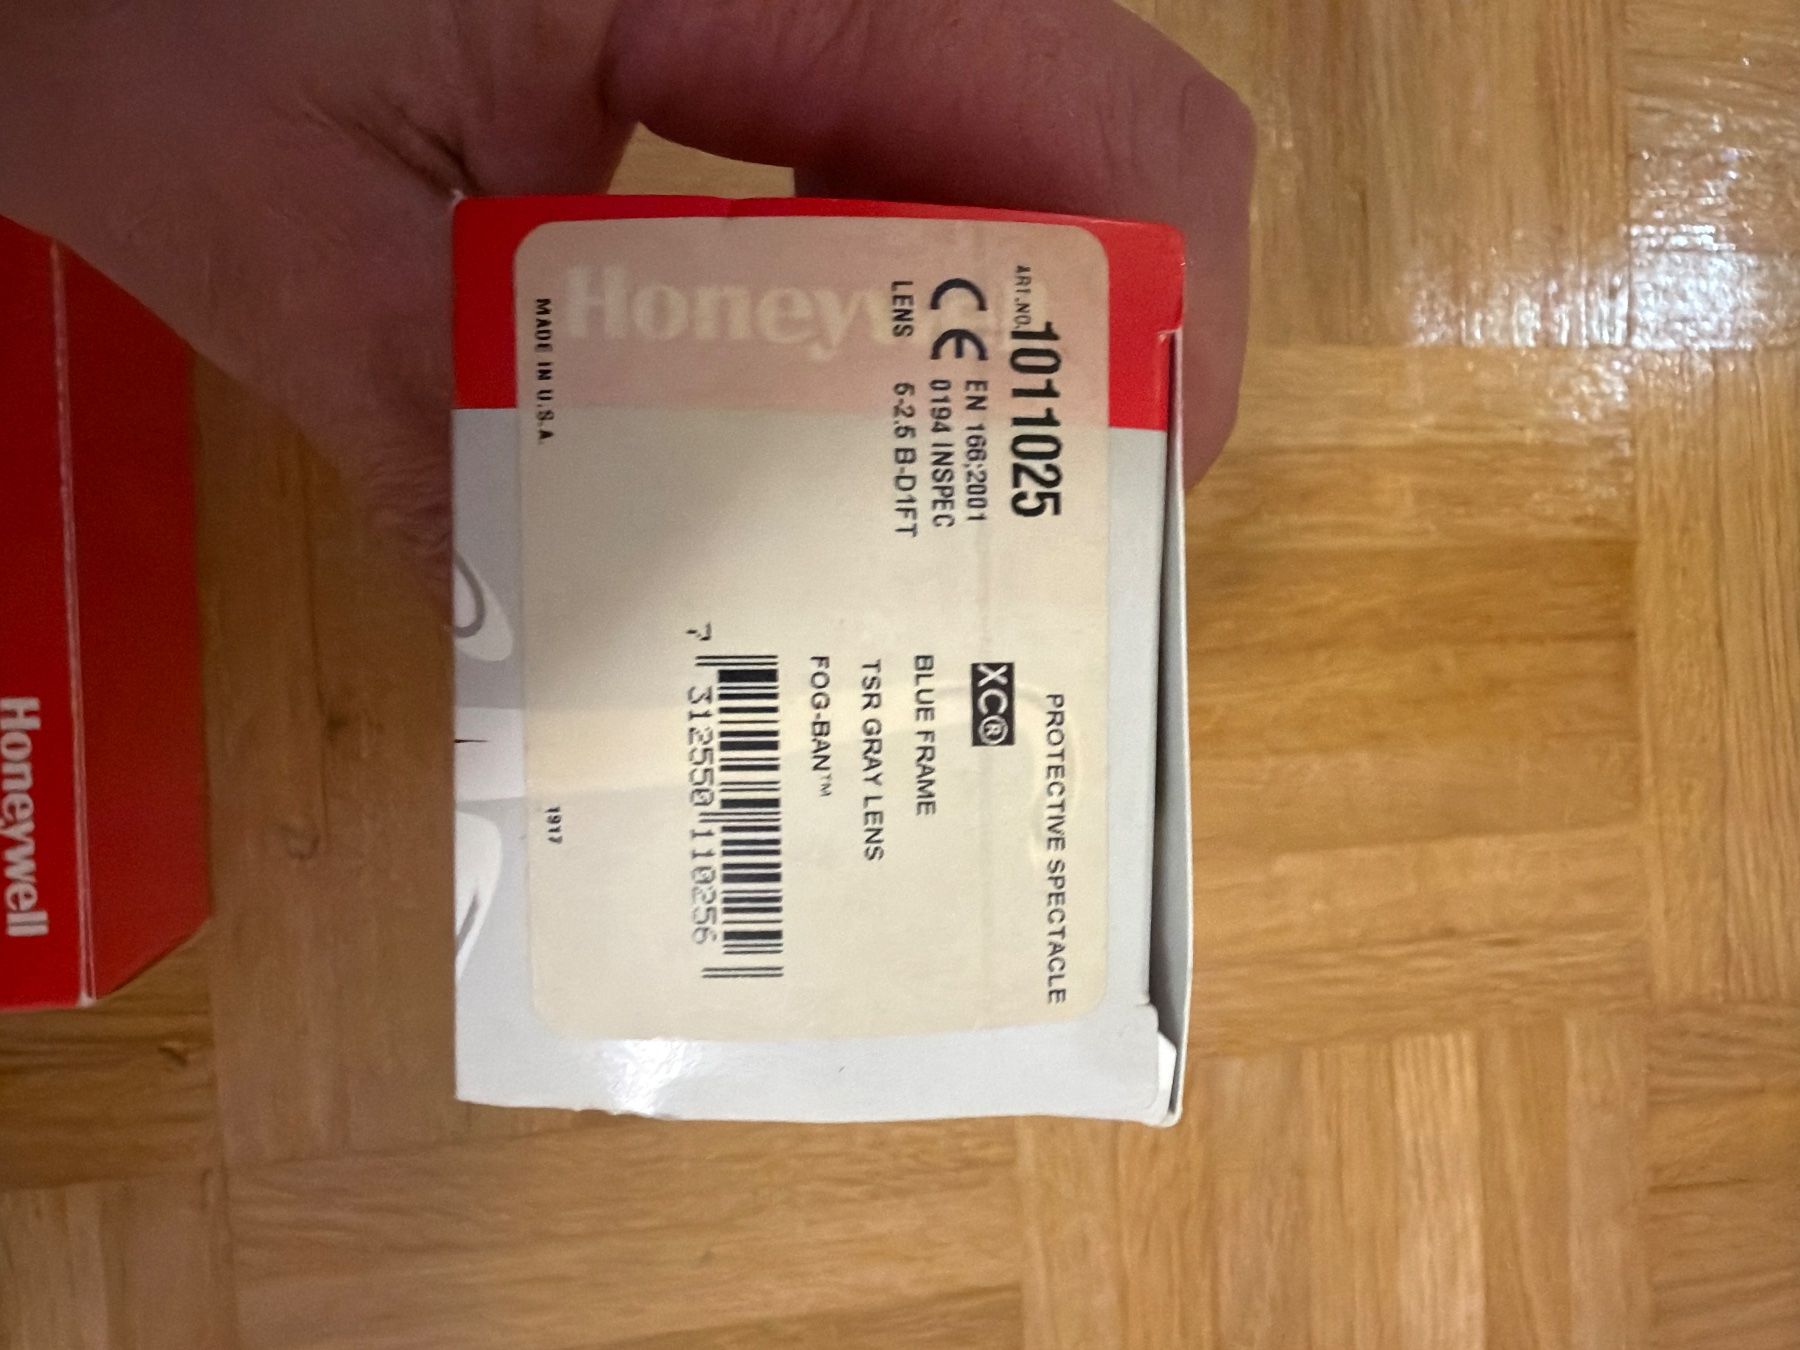 Honeywell
ART.NO.1011025
CE EN 166:2001
0194 INSPEC
LENS 5-2.5 B-D1FT
MADE IN U.S.A.
PROTECTIVE SPECTACLE
XC®
BLUE FRAME
TSR GRAY LENS
FOG-BAN™
7 312550 110256
1917
Honeywell